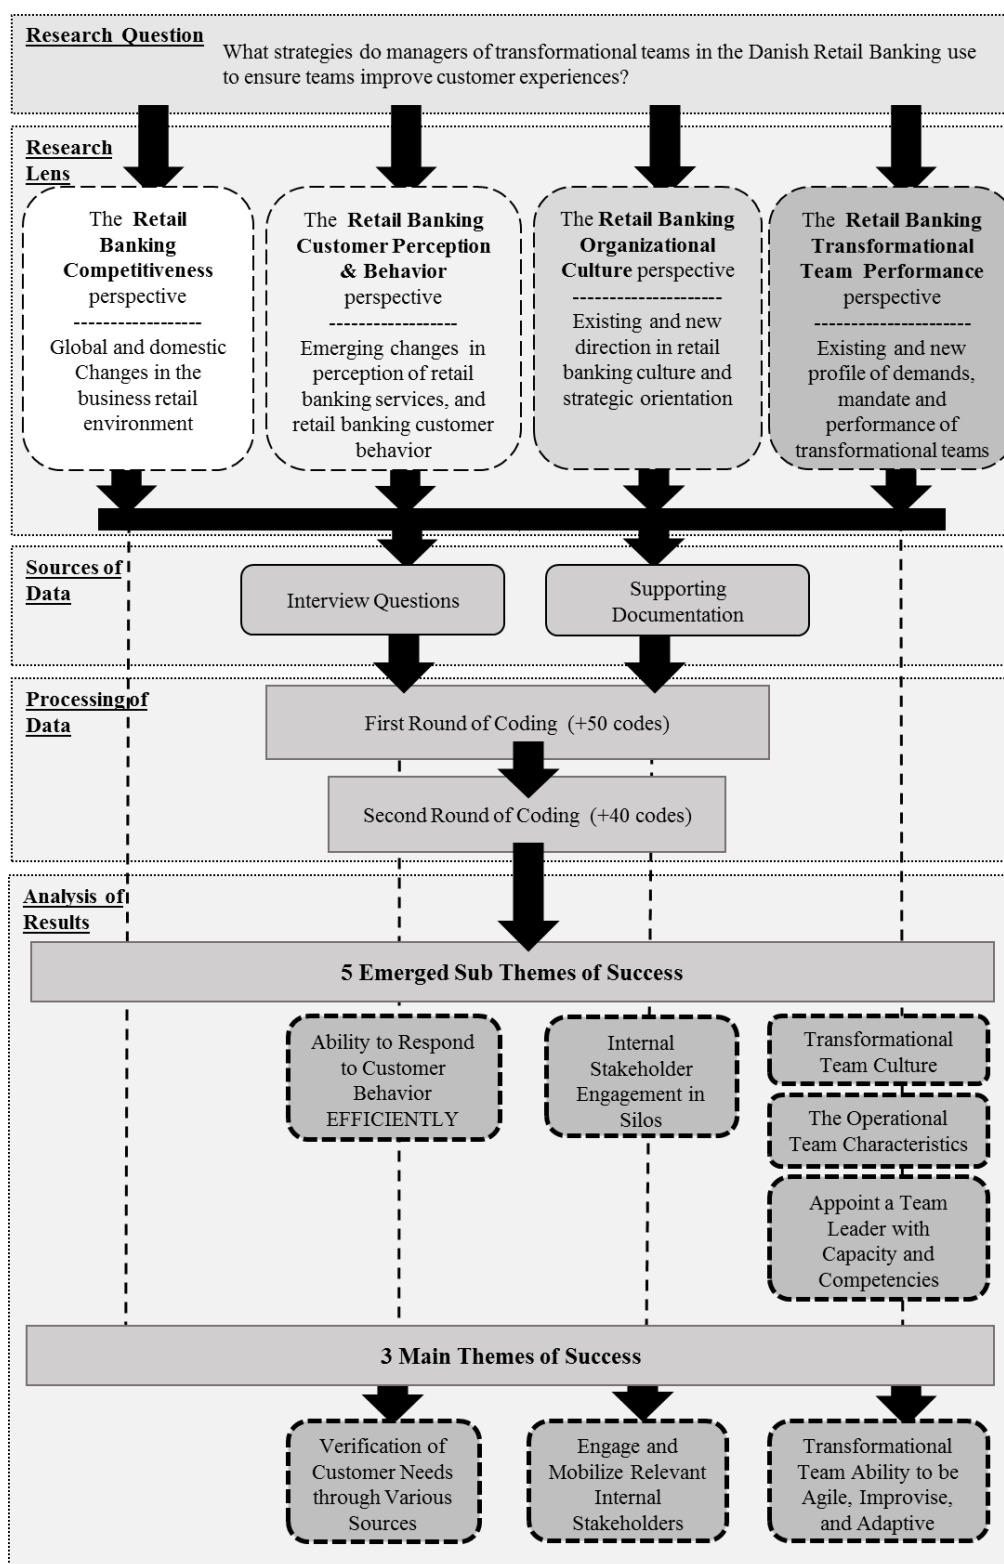 Research Question
What strategies do managers of transformational teams in the Danish Retail Banking use
to ensure teams improve customer experiences?
Research
Lens
The Retail
Banking
Competitiveness
perspective
------------------
Global and domestic
Changes in the
business retail
environment
The Retail Banking
Customer Perception
& Behavior
perspective
------------------
Emerging changes in
perception of retail
banking services, and
retail banking customer
behavior
The Retail Banking
Organizational
Culture perspective
---------------------
Existing and new
direction in retail
banking culture and
strategic orientation
The Retail Banking
Transformational
Team Performance
perspective
----------------------
Existing and new
profile of demands,
mandate and
performance of
transformational teams
Sources of
Data
Interview Questions
Supporting
Documentation
Processing of
Data
First Round of Coding (+50 codes)
Second Round of Coding (+40 codes)
Analysis of
Results
5 Emerged Sub Themes of Success
Ability to Respond
to Customer
Behavior
EFFICIENTLY
Internal
Stakeholder
Engagement in
Silos
Transformational
Team Culture
The Operational
Team Characteristics
Appoint a Team
Leader with
Capacity and
Competencies
3 Main Themes of Success
Verification of
Customer Needs
through Various
Sources
Engage and
Mobilize Relevant
Internal
Stakeholders
Transformational
Team Ability to be
Agile, Improvise,
and Adaptive